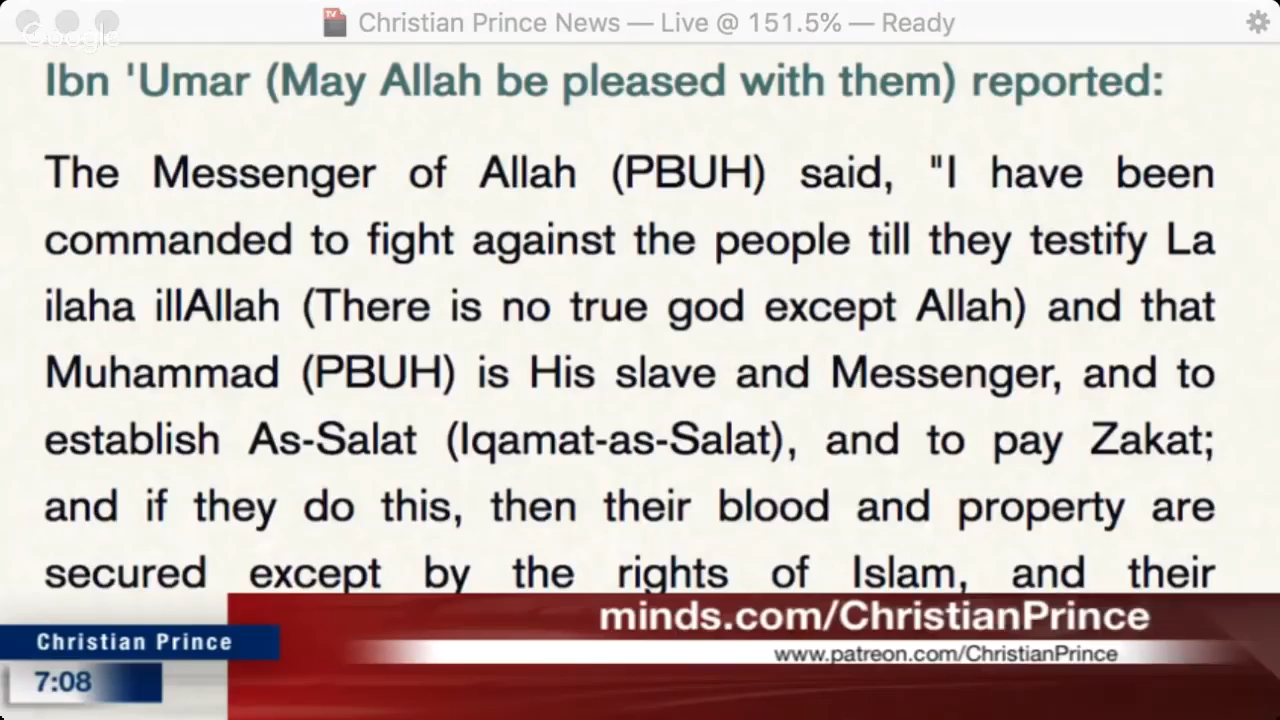 Christian Prince News — Live @ 151.5% — Ready
Google
Ibn 'Umar (May Allah be pleased with them) reported:
The Messenger of Allah (PBUH) said, "I have been
commanded to fight against the people till they testify La
ilaha illAllah (There is no true god except Allah) and that
Muhammad (PBUH) is His slave and Messenger, and to
establish As-Salat (Iqamat-as-Salat), and to pay Zakat;
and if they do this, then their blood and property are
secured except by the rights of Islam, and their
minds.com/ChristianPrince
Christian Prince
www.patreon.com/ChristianPrince
7:08